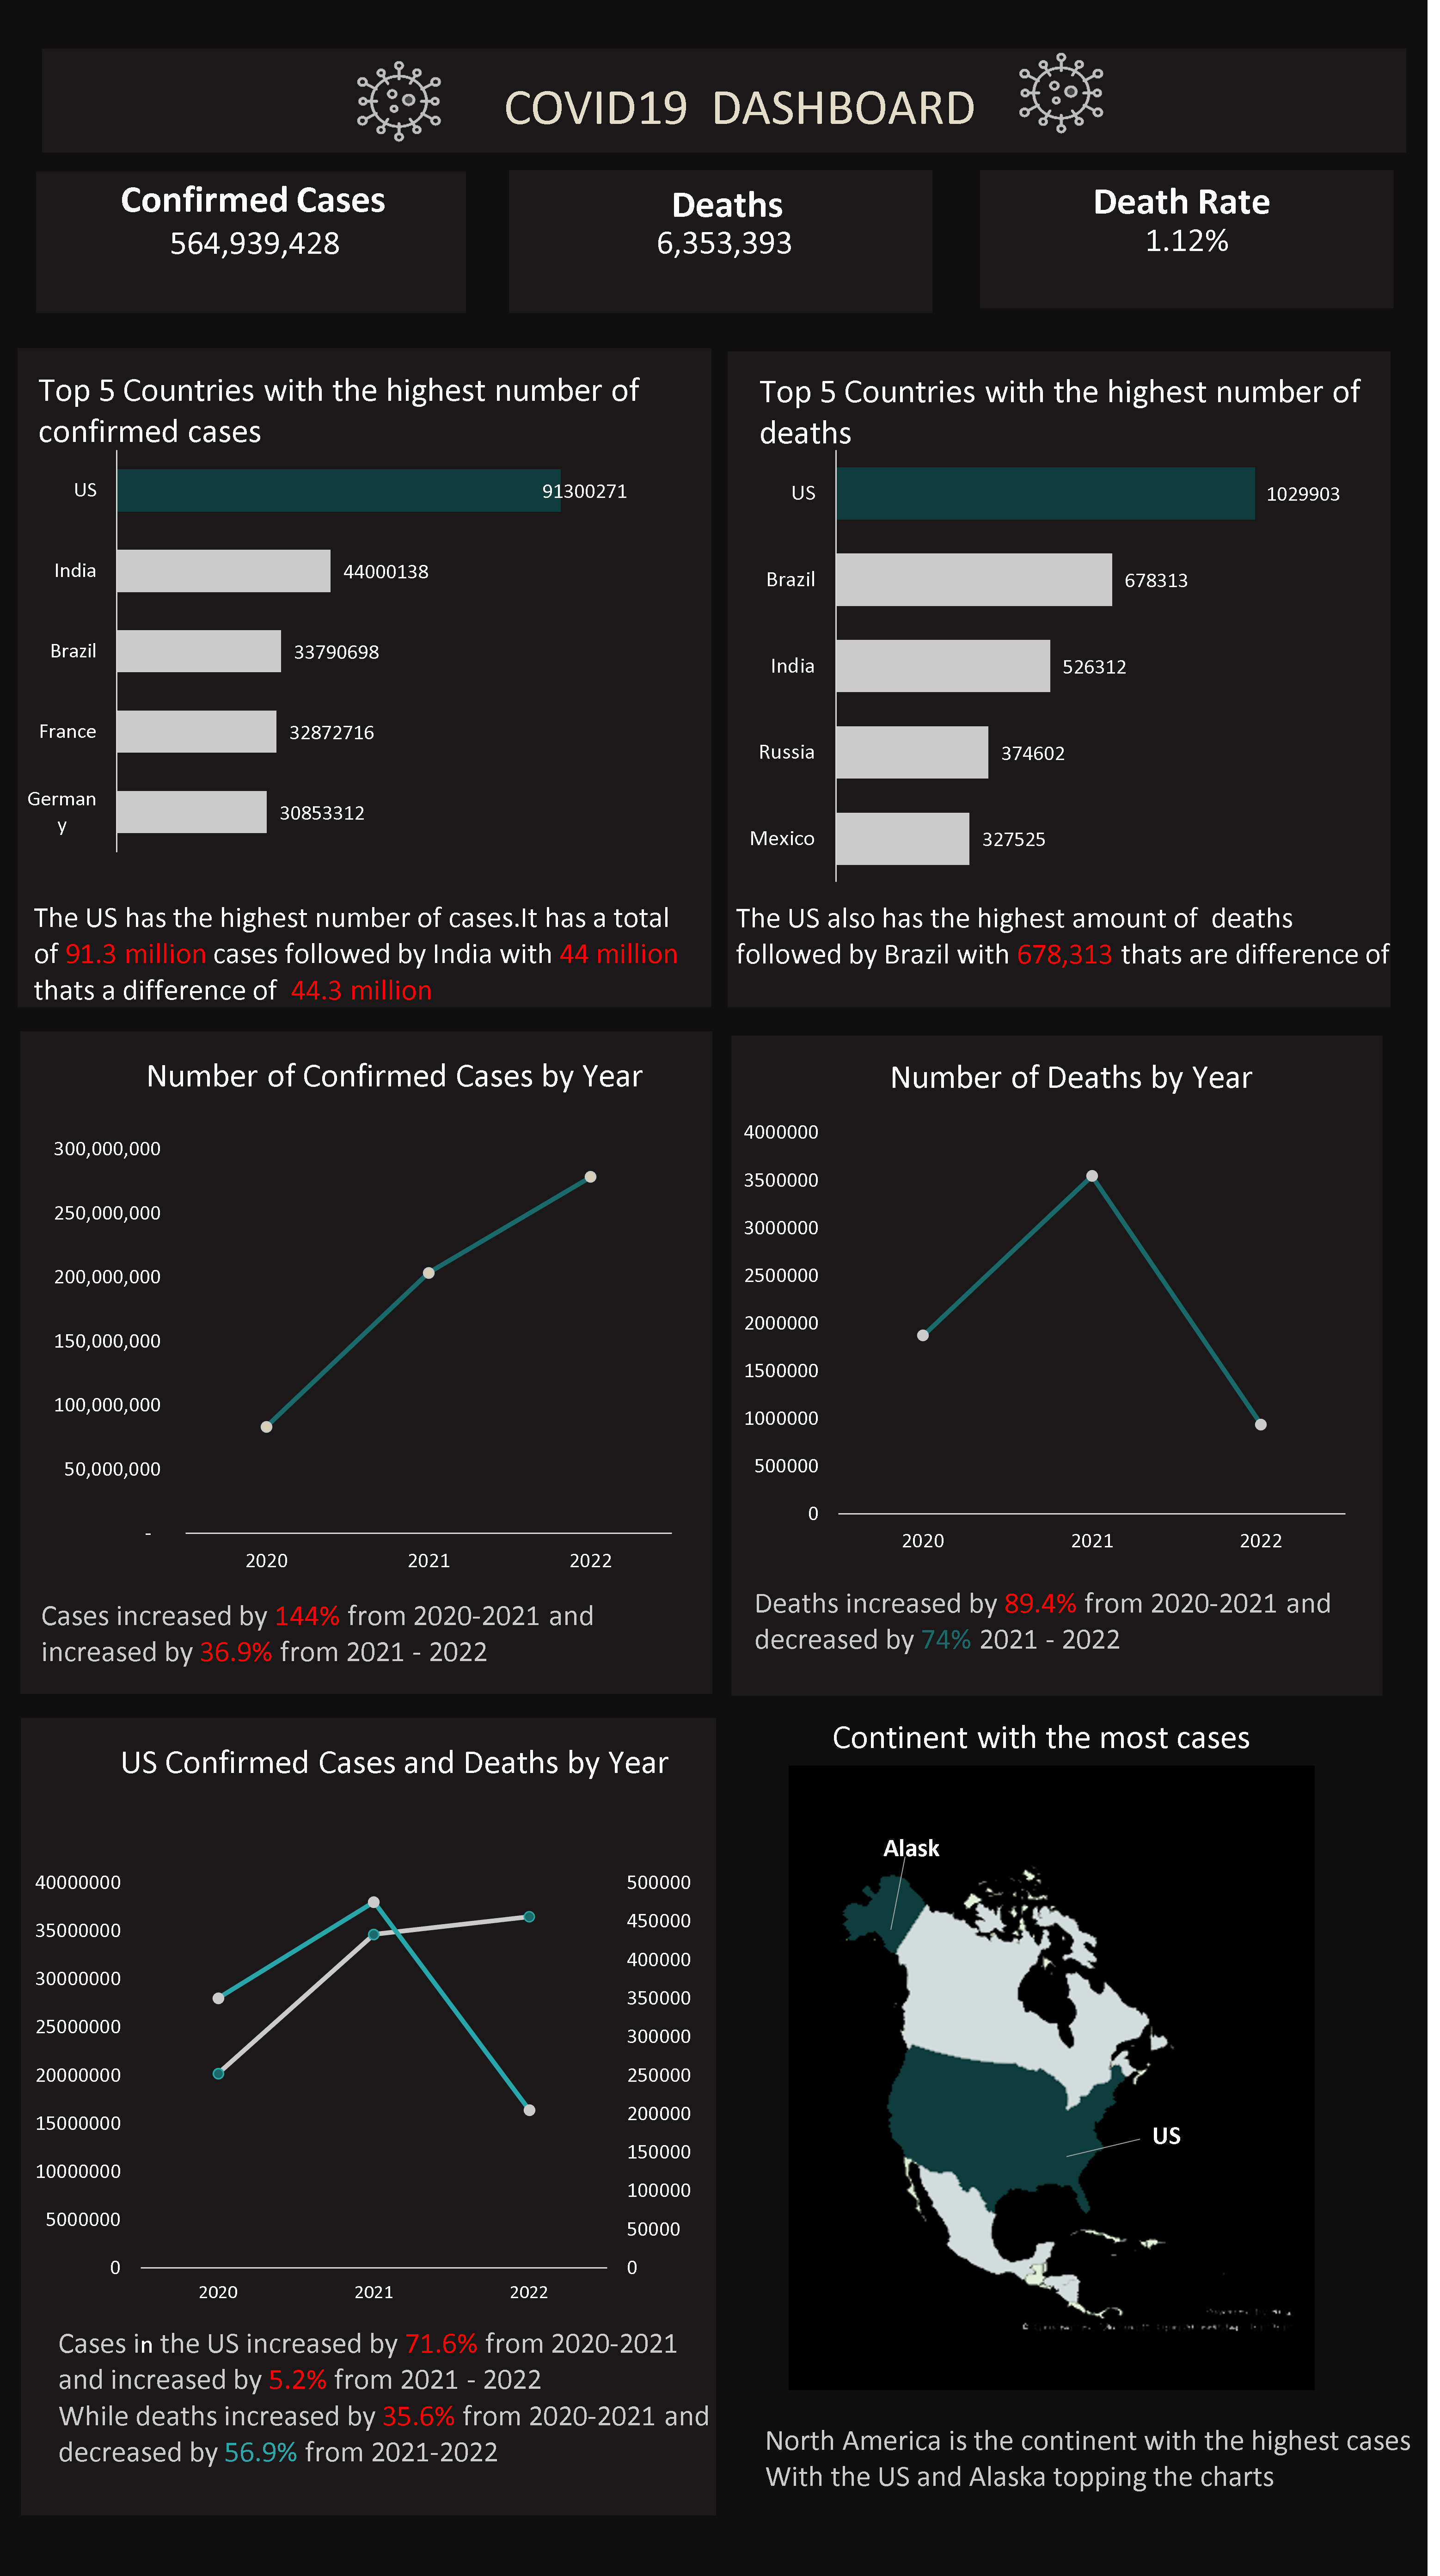 COVID19 DASHBOARD
Confirmed Cases
564,939,428
Deaths
6,353,393
Death Rate
1.12%
Top 5 Countries with the highest number of
confirmed cases
US
91300271
India
44000138
Brazil
33790698
France
32872716
German
y
30853312
The US has the highest number of cases.It has a total
of 91.3 million cases followed by India with 44 million
thats a difference of 44.3 million
Top 5 Countries with the highest number of
deaths
US
1029903
Brazil
678313
India
526312
Russia
374602
Mexico
327525
The US also has the highest amount of deaths
followed by Brazil with 678,313 thats are difference of
Number of Confirmed Cases by Year
300,000,000
250,000,000
200,000,000
150,000,000
100,000,000
50,000,000
-
2020 2021 2022
Cases increased by 144% from 2020-2021 and
increased by 36.9% from 2021 - 2022
Number of Deaths by Year
4000000
3500000
3000000
2500000
2000000
1500000
1000000
500000
0
2020 2021 2022
Deaths increased by 89.4% from 2020-2021 and
decreased by 74% 2021 - 2022
US Confirmed Cases and Deaths by Year
40000000
35000000
30000000
25000000
20000000
15000000
10000000
5000000
0
500000
450000
400000
350000
300000
250000
200000
150000
100000
50000
0
2020 2021 2022
Cases in the US increased by 71.6% from 2020-2021
and increased by 5.2% from 2021 - 2022
While deaths increased by 35.6% from 2020-2021 and
decreased by 56.9% from 2021-2022
Continent with the most cases
Alask
US
North America is the continent with the highest cases
With the US and Alaska topping the charts